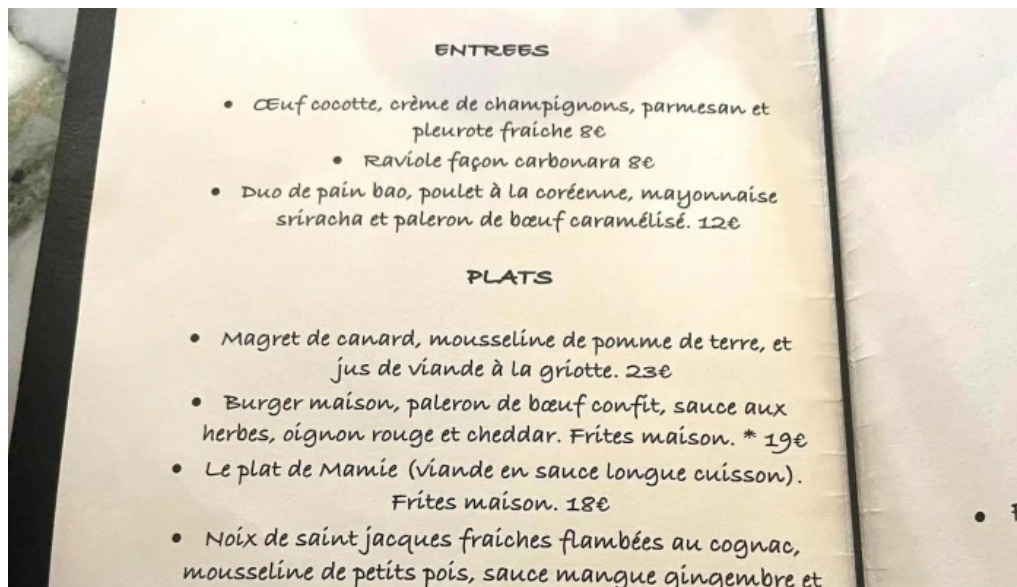 ENTREES
• Œuf cocotte, crème de champignons, parmesan et
pleurote fraiche 8€
• Raviole façon carbonara 8€
• Duo de pain bao, poulet à la coréenne, mayonnaise
sriracha et paleron de bœuf caramélisé. 12€
PLATS
• Magret de canard, mousseline de pomme de terre, et
jus de viande à la griotte. 23€
• Burger maison, paleron de bœuf confit, sauce aux
herbes, oignon rouge et cheddar. Frites maison. * 19€
• Le plat de Mamie (viande en sauce longue cuisson).
Frites maison. 18€
• Noix de saint jacques fraiches flambées au cognac,
mousseline de petits pois, sauce mangue gingembre et